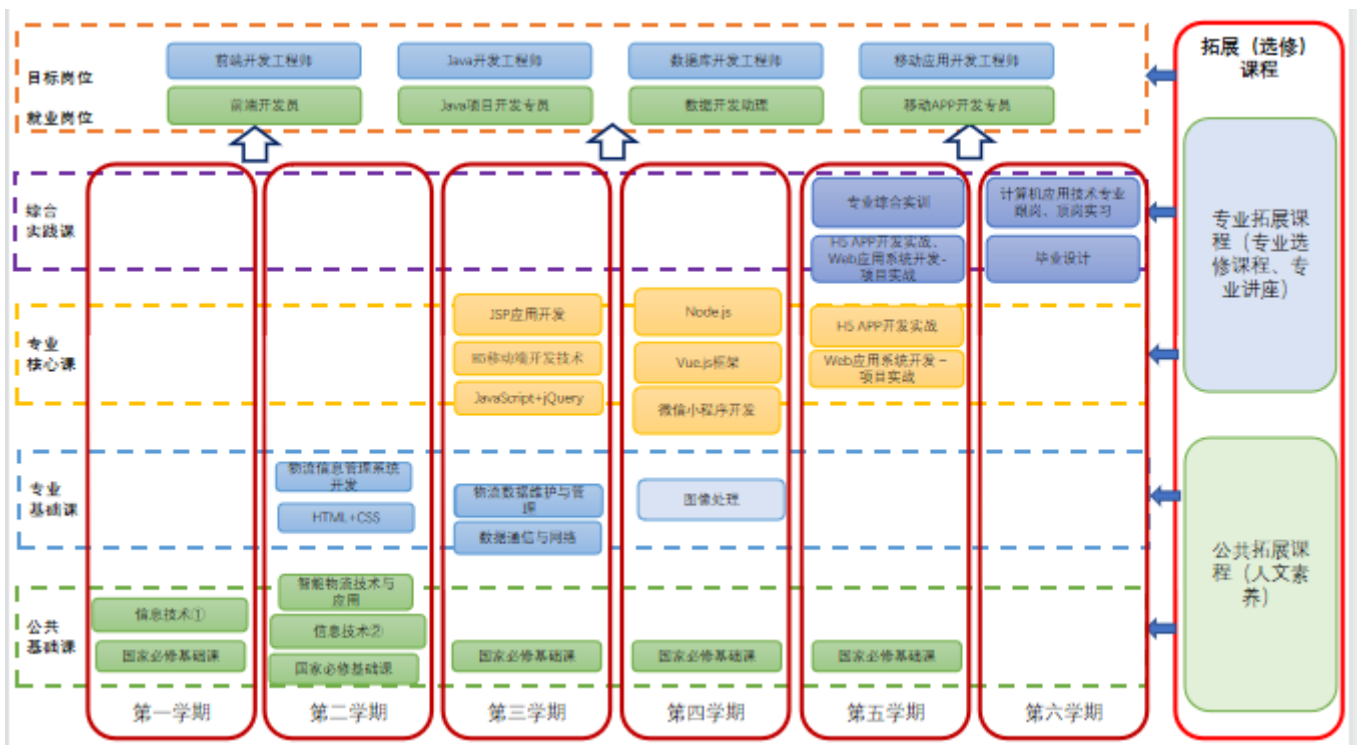 前端开发工程师
Java开发工程师
数据库开发工程师
移动应用开发工程师
目标岗位
前端开发员
Java项目开发专员
数据开发助理
移动APP开发专员
就业岗位
综合
实践课
专业综合实训
H5 APP开发实战、
Web应用系统开发-
项目实战
计算机应用技术专业
跟岗、顶岗实习
毕业设计
专业
核心课
JSP应用开发
H5移动端开发技术
JavaScript+jQuery
Node.js
Vue.js框架
微信小程序开发
H5 APP开发实战
Web应用系统开发–
项目实战
专业
基础课
物流信息管理系统
开发
HTML+CSS
物流数据维护与管
理
数据通信与网络
图像处理
公共
基础课
信息技术①
国家必修基础课
智能物流技术与
应用
信息技术②
国家必修基础课
国家必修基础课
国家必修基础课
国家必修基础课
第一学期
第二学期
第三学期
第四学期
第五学期
第六学期
拓展（选修）
课程
专业拓展课
程（专业选
修课程、专
业讲座）
公共拓展课
程（人文素
养）